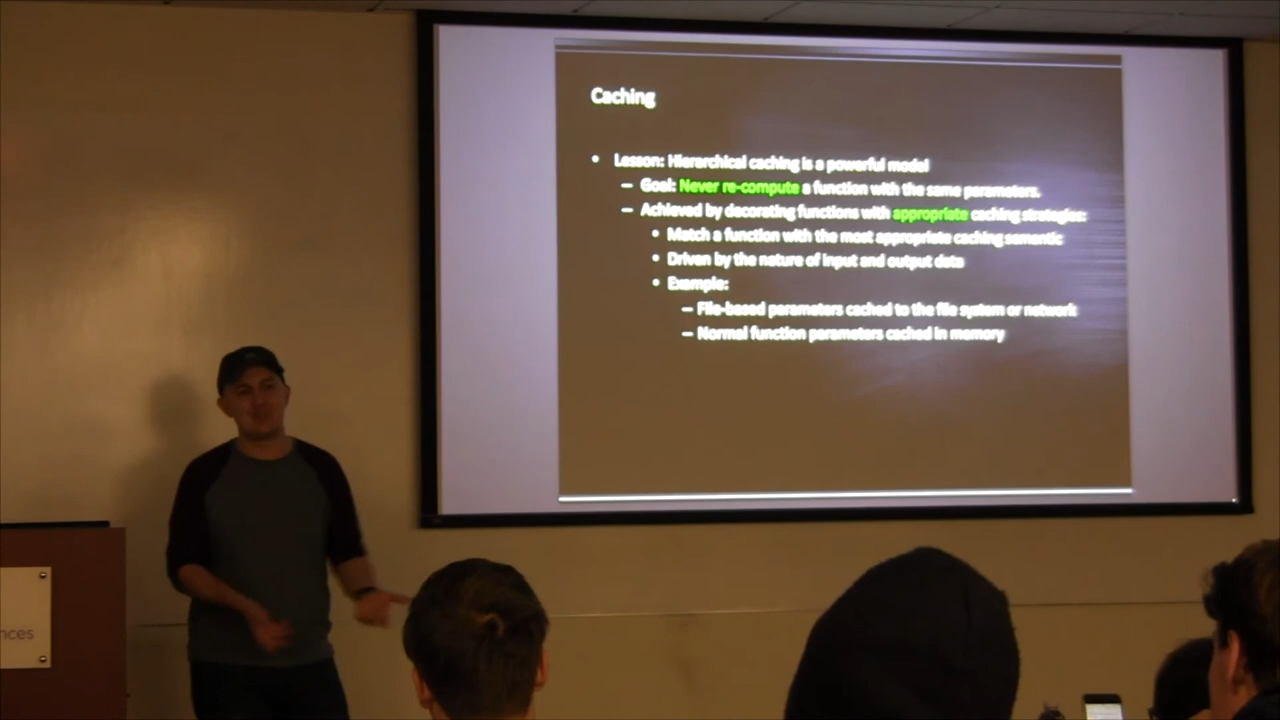 Caching
• Lesson: Hierarchical caching is a powerful model
– Goal: Never re-compute a function with the same parameters.
– Achieved by decorating functions with appropriate caching strategies:
• Match a function with the most appropriate caching semantic
• Driven by the nature of input and output data
• Example:
– File-based parameters cached to the file system or network
– Normal function parameters cached in memory
nces